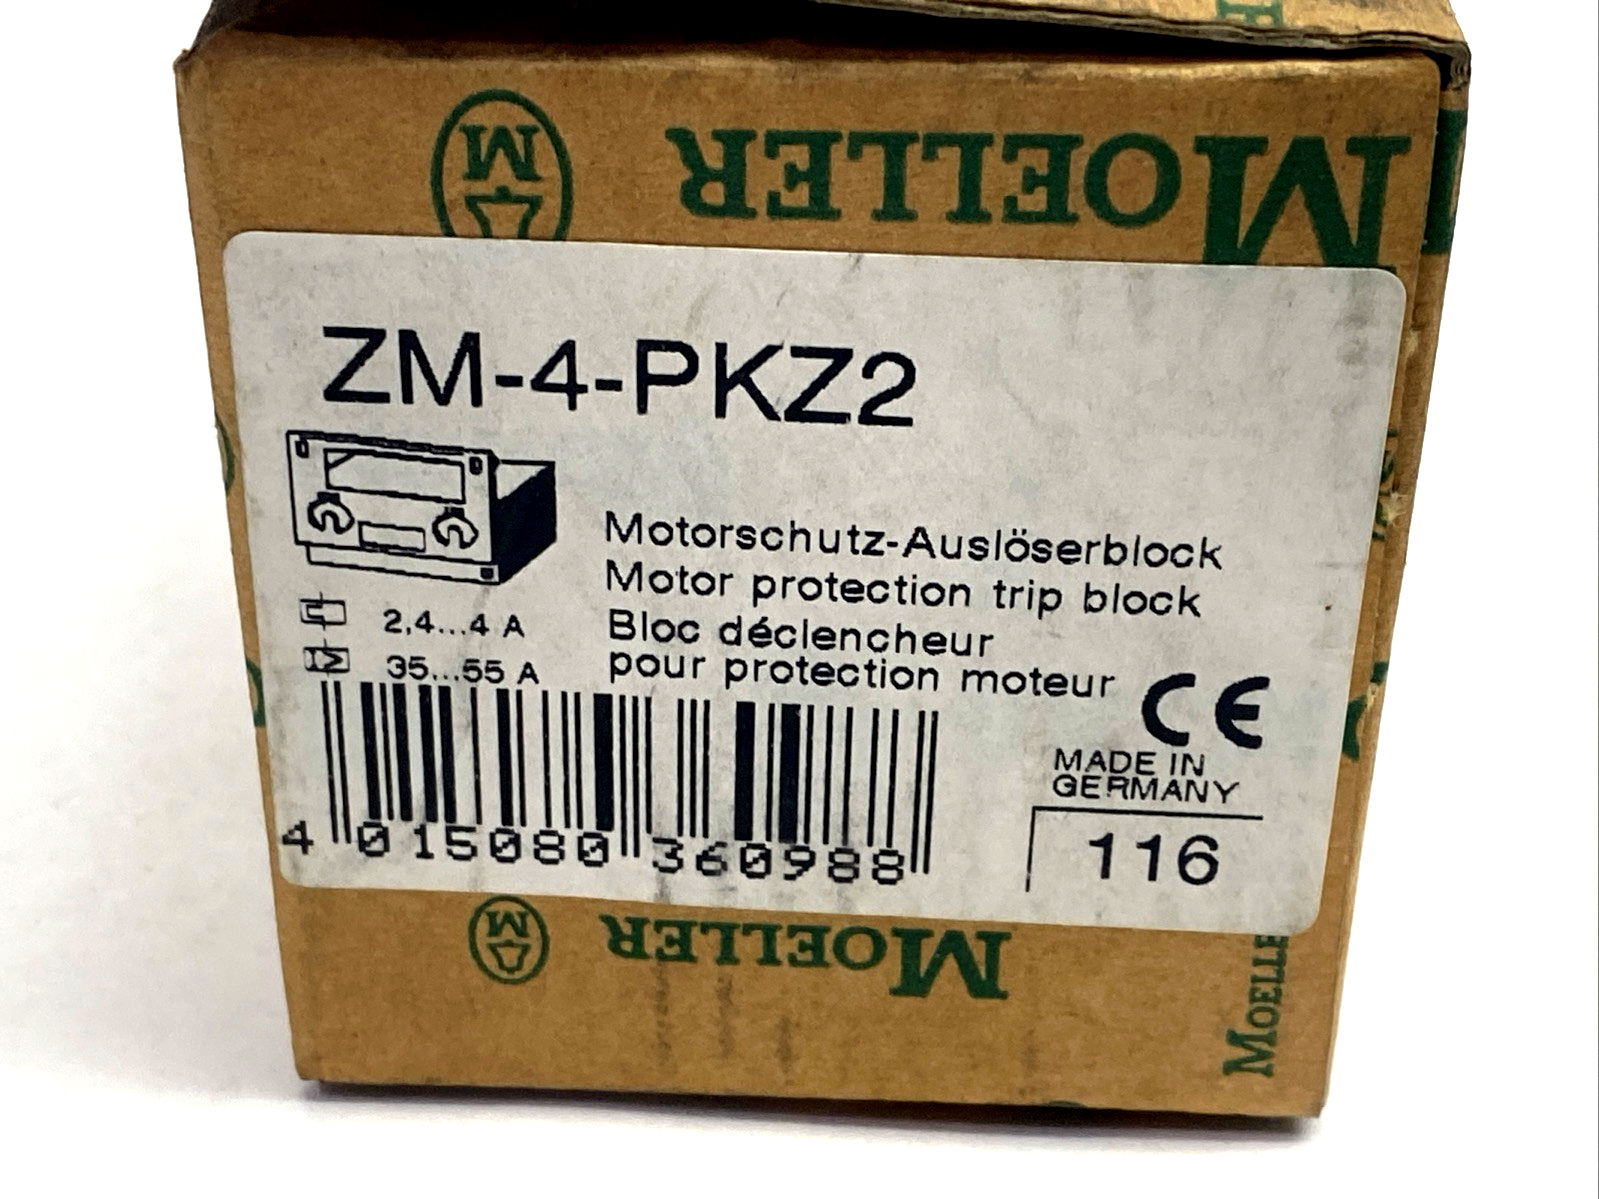 MOELLER
M
ZM-4-PKZ2
Motorschutz-Auslöserblock
Motor protection trip block
2,4...4 A
Bloc déclencheur
35...55 A
pour protection moteur
CE
MADE IN
GERMANY
4 015080 360988
116
MOELLER
M
MOELLE